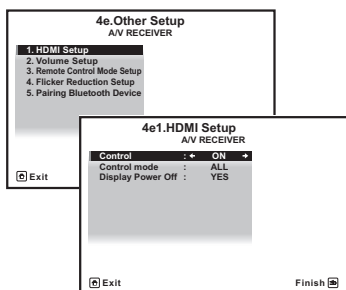 4e.Other Setup
A/V RECEIVER
1. HDMI Setup
2. Volume Setup
3. Remote Control Mode Setup
4. Flicker Reduction Setup
5. Pairing Bluetooth Device
Exit
4e1.HDMI Setup
A/V RECEIVER
Control : ← ON →
Control mode : ALL
Display Power Off : YES
Exit Finish